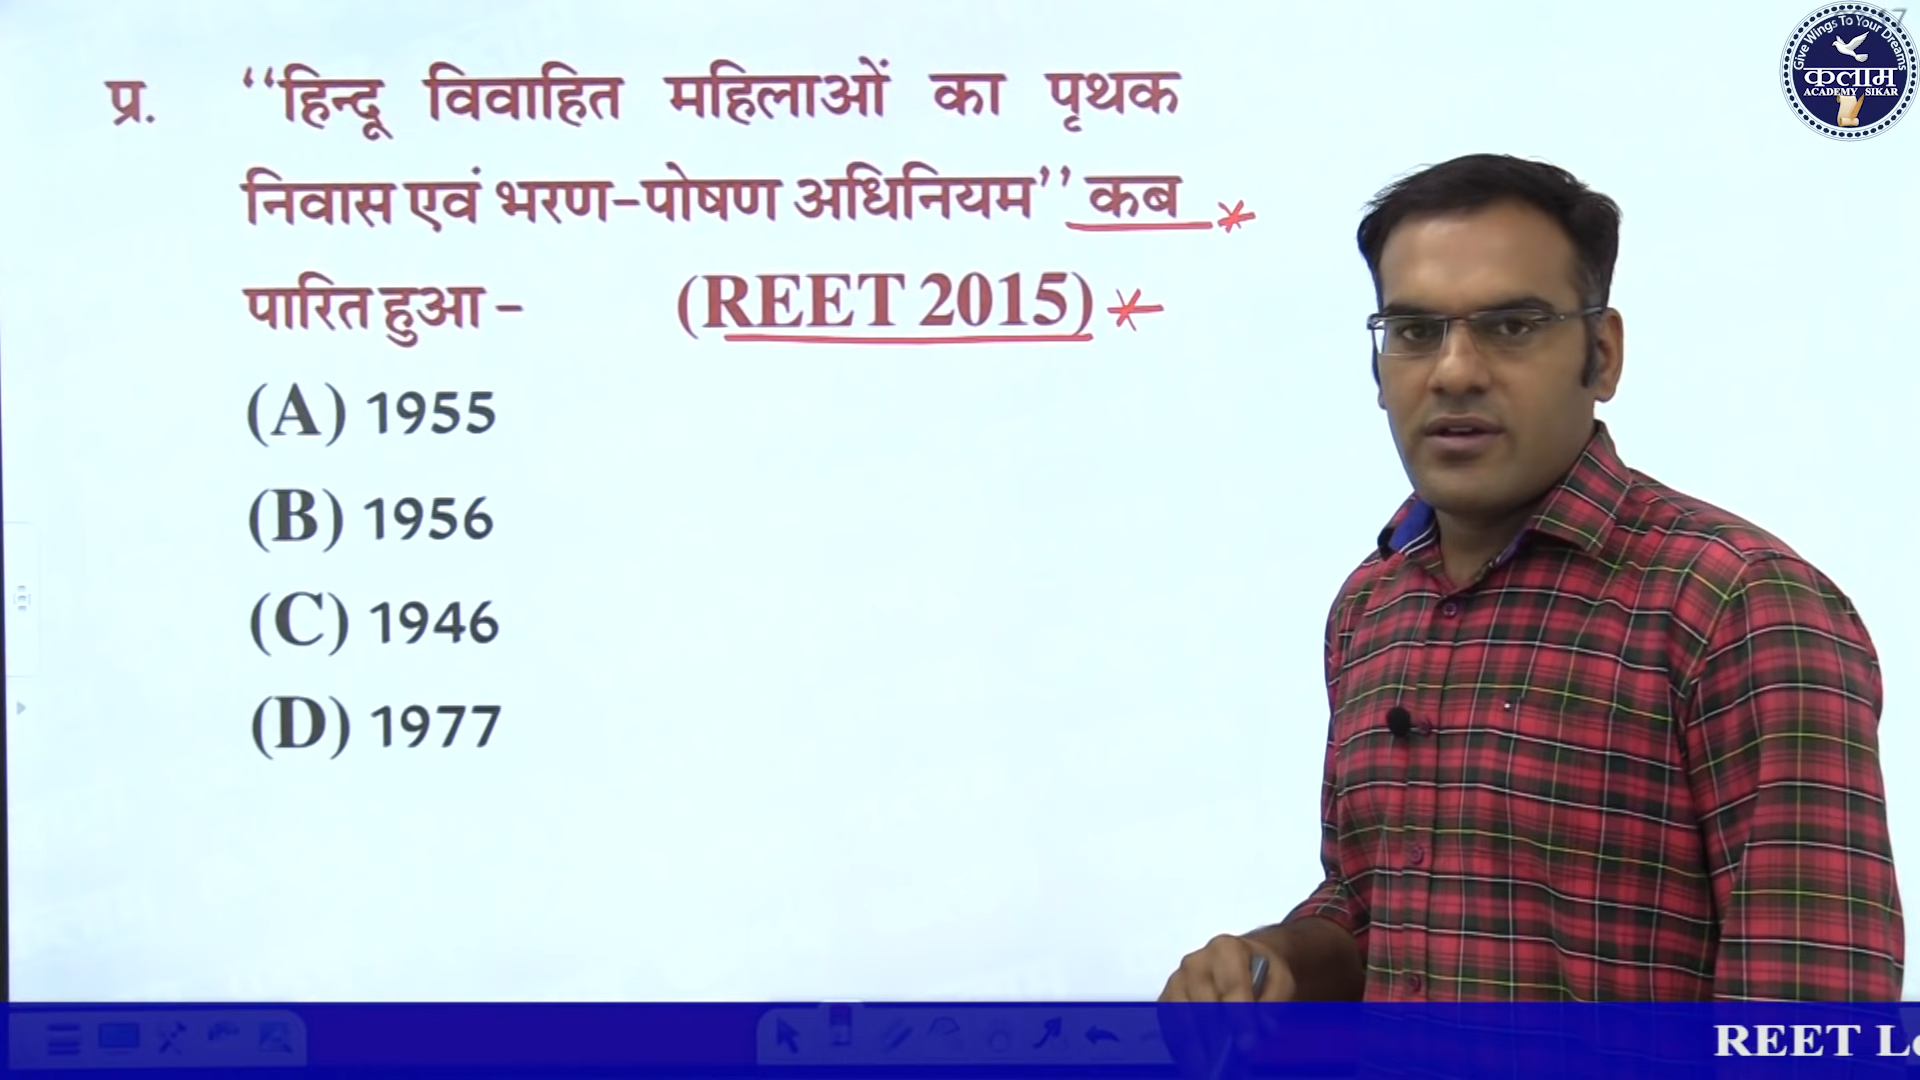 Give Wings To Your Dreams
कलाम
ACADEMY SIKAR
प्र. ‘‘हिन्दू विवाहित महिलाओं का पृथक
निवास एवं भरण-पोषण अधिनियम’’ कब
पारित हुआ - (REET 2015)
(A) 1955
(B) 1956
(C) 1946
(D) 1977
REET L